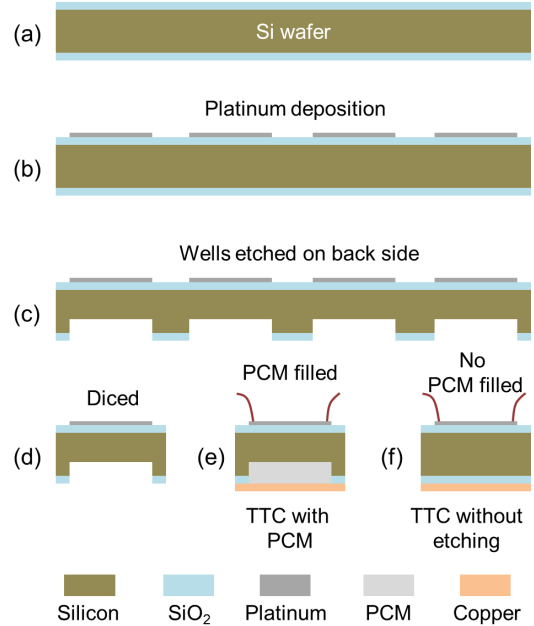 (a)
Si wafer
Platinum deposition
(b)
Wells etched on back side
(c)
Diced
PCM filled
No
PCM filled
(d)
(e)
(f)
TTC with
PCM
TTC without
etching
Silicon
SiO₂
Platinum
PCM
Copper